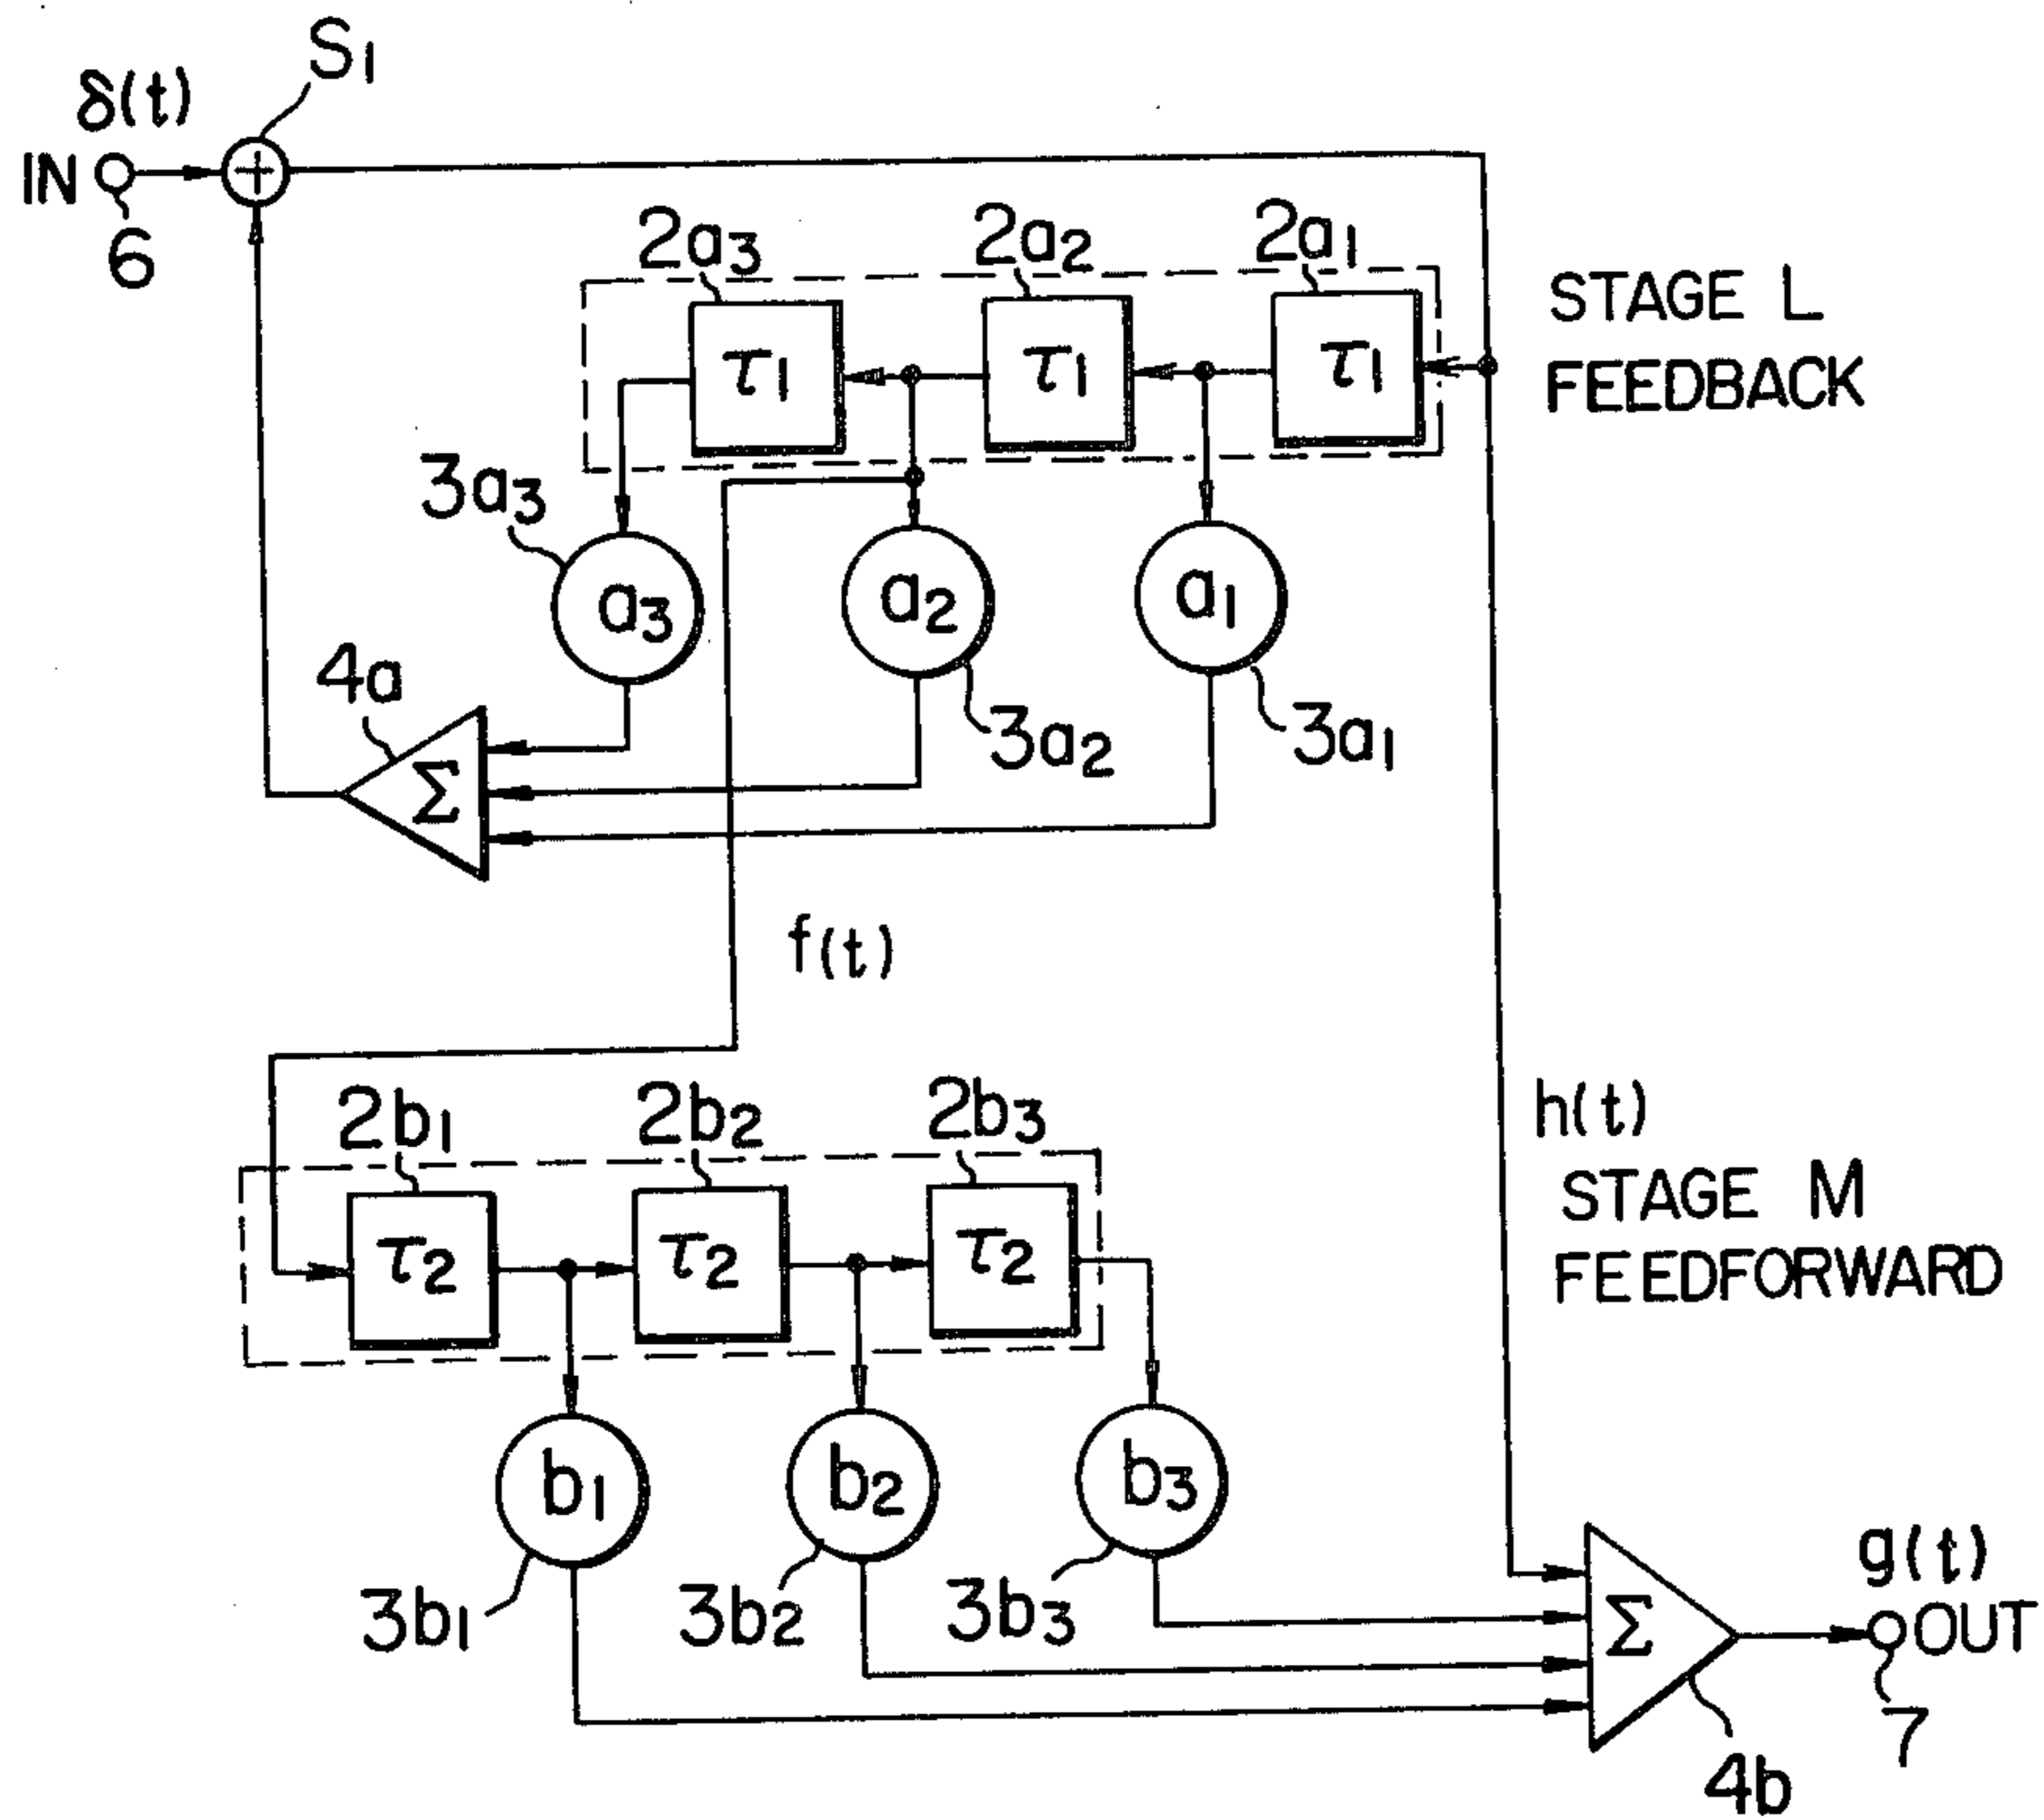 S1
δ(t)
IN
6
2a3
2a2
2a1
τ1
τ1
τ1
STAGE L
FEEDBACK
3a3
a3
a2
a1
4a
3a2
3a1
Σ
f(t)
h(t)
2b1
2b2
2b3
STAGE M
FEEDFORWARD
τ2
τ2
τ2
b1
b2
b3
3b1
3b2
3b3
Σ
g(t)
OUT
7
4b